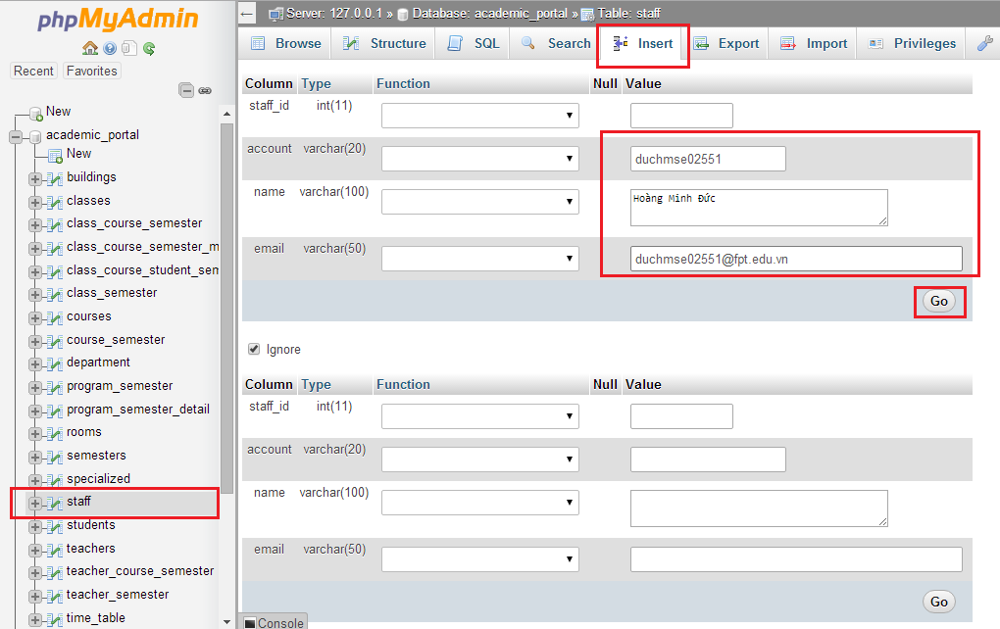 phpMyAdmin
Recent Favorites
New
academic_portal
New
buildings
classes
class_course_semester
class_course_semester_m
class_course_student_sem
class_semester
courses
course_semester
department
program_semester
program_semester_detail
rooms
semesters
specialized
staff
students
teachers
teacher_course_semester
teacher_semester
time_table
Server: 127.0.0.1 » Database: academic_portal » Table: staff
Browse Structure SQL Search Insert Export Import Privileges
Column Type Function Null Value
staff_id int(11)
account varchar(20) duchmse02551
name varchar(100) Hoàng Minh Đức
email varchar(50) duchmse02551@fpt.edu.vn
Go
Ignore
Column Type Function Null Value
staff_id int(11)
account varchar(20)
name varchar(100)
email varchar(50)
Go
Console